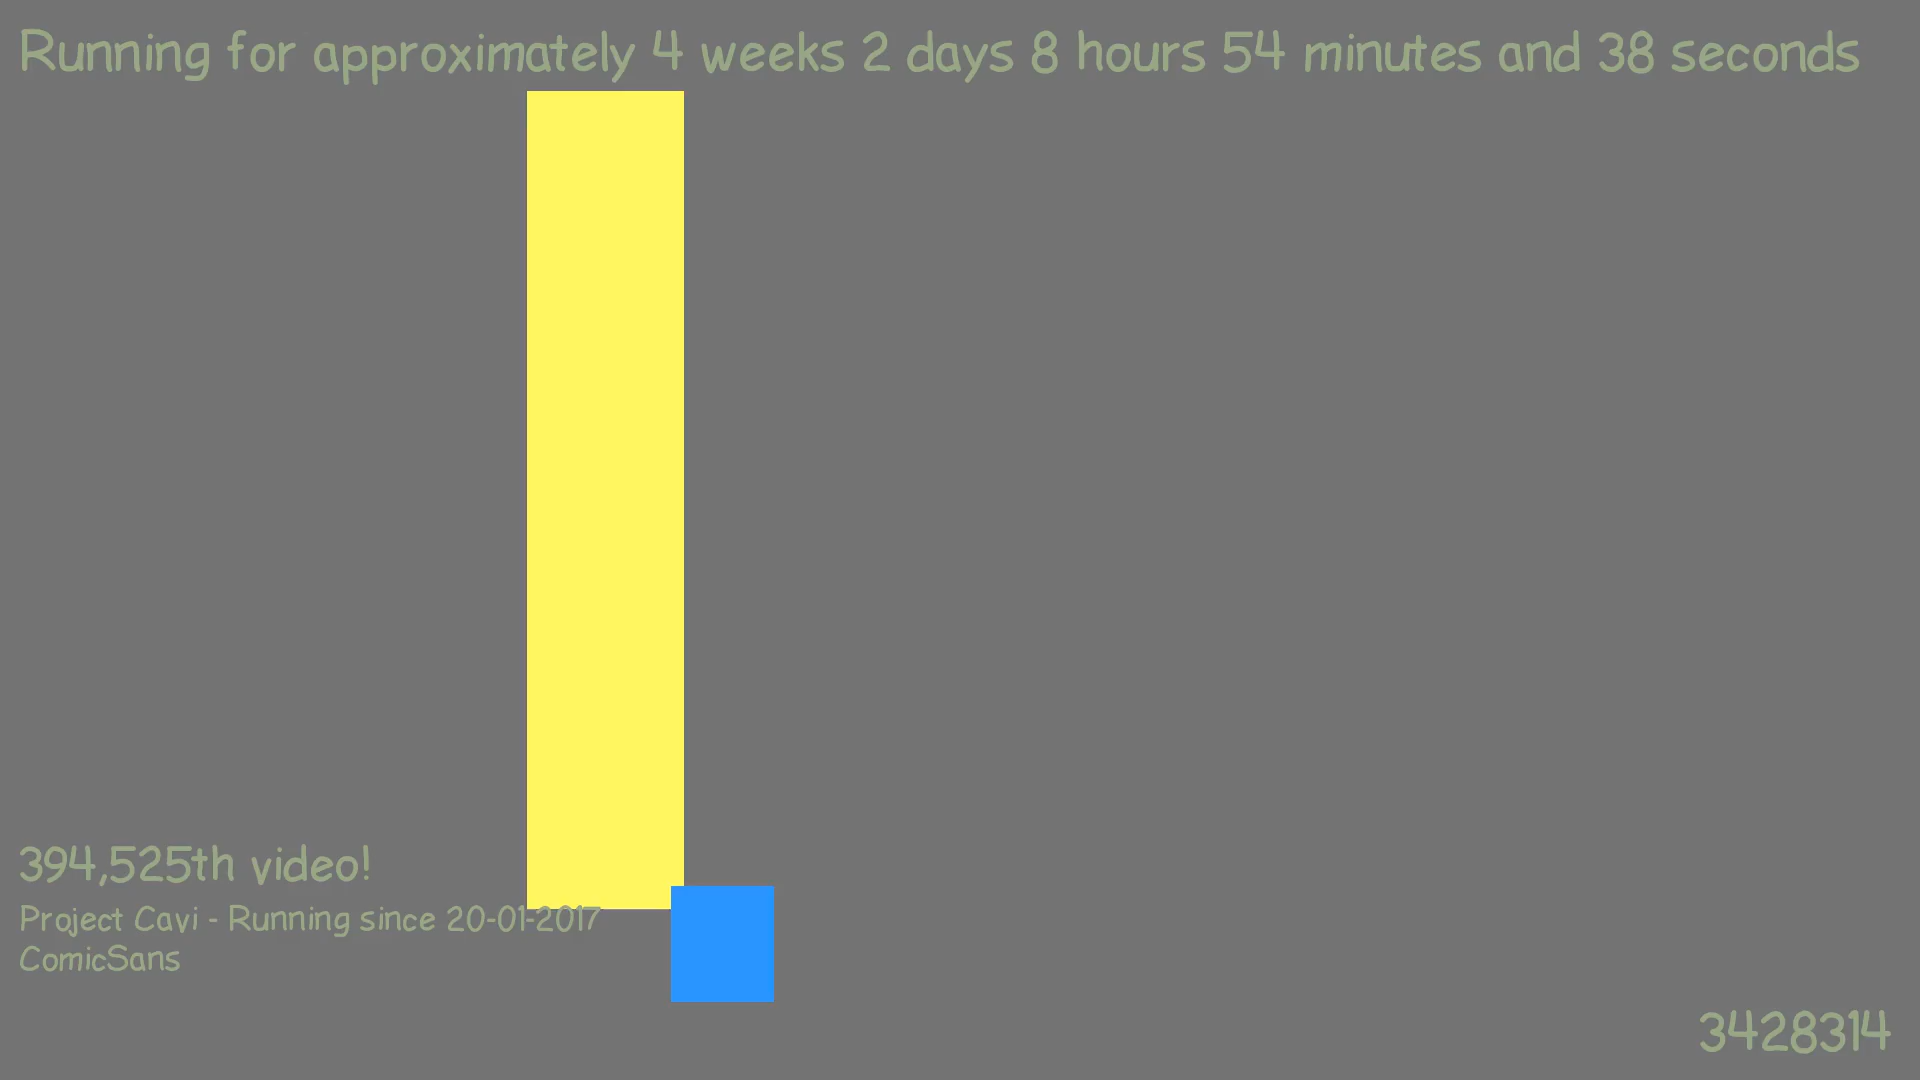 Running for approximately 4 weeks 2 days 8 hours 54 minutes and 38 seconds
394,525th video!
Project Cavi - Running since 20-01-2017
ComicSans
3428314